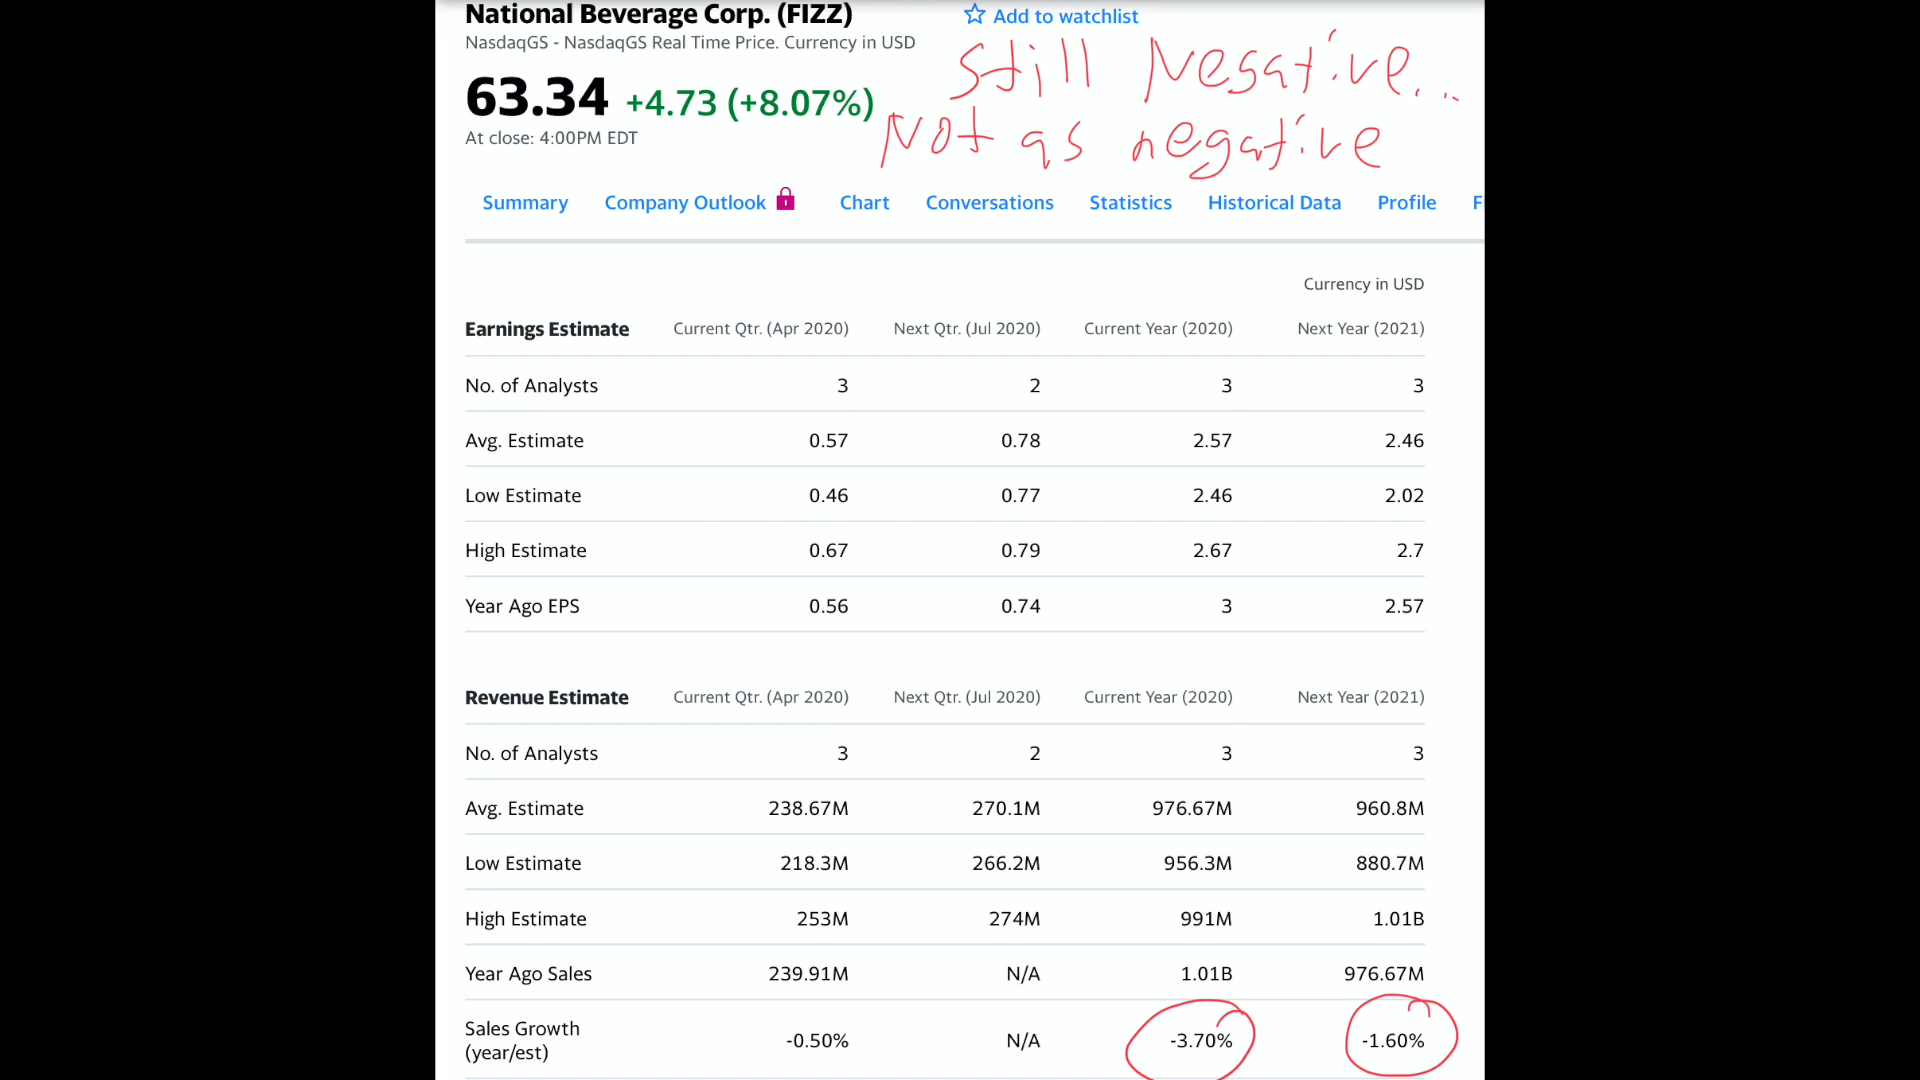 National Beverage Corp. (FIZZ)
Add to watchlist
NasdaqGS - NasdaqGS Real Time Price. Currency in USD
Still Negative...
63.34 +4.73 (+8.07%)
Not as negative
At close: 4:00PM EDT
Summary Company Outlook Chart Conversations Statistics Historical Data Profile F
Currency in USD
Earnings Estimate Current Qtr. (Apr 2020) Next Qtr. (Jul 2020) Current Year (2020) Next Year (2021)
No. of Analysts 3 2 3 3
Avg. Estimate 0.57 0.78 2.57 2.46
Low Estimate 0.46 0.77 2.46 2.02
High Estimate 0.67 0.79 2.67 2.7
Year Ago EPS 0.56 0.74 3 2.57
Revenue Estimate Current Qtr. (Apr 2020) Next Qtr. (Jul 2020) Current Year (2020) Next Year (2021)
No. of Analysts 3 2 3 3
Avg. Estimate 238.67M 270.1M 976.67M 960.8M
Low Estimate 218.3M 266.2M 956.3M 880.7M
High Estimate 253M 274M 991M 1.01B
Year Ago Sales 239.91M N/A 1.01B 976.67M
Sales Growth
(year/est) -0.50% N/A -3.70% -1.60%